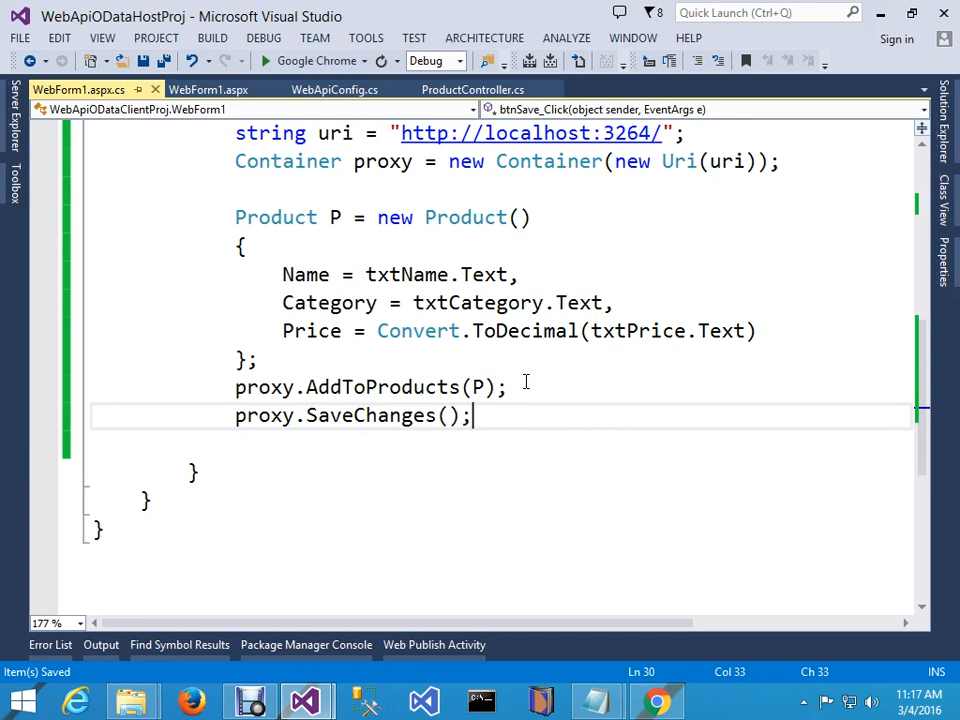 WebApiODataHostProj - Microsoft Visual Studio
8
Quick Launch (Ctrl+Q)
FILE EDIT VIEW PROJECT BUILD DEBUG TEAM TOOLS TEST ARCHITECTURE ANALYZE WINDOW HELP
Sign in
Google Chrome
Debug
Server Explorer
Toolbox
WebForm1.aspx.cs WebForm1.aspx WebApiConfig.cs ProductController.cs
WebApiODataClientProj.WebForm1
btnSave_Click(object sender, EventArgs e)
string uri = "http://localhost:3264/";
Container proxy = new Container(new Uri(uri));
Product P = new Product()
{
Name = txtName.Text,
Category = txtCategory.Text,
Price = Convert.ToDecimal(txtPrice.Text)
};
proxy.AddToProducts(P);
proxy.SaveChanges();
}
}
}
Solution Explorer
Class View
Properties
177 %
Error List Output Find Symbol Results Package Manager Console Web Publish Activity
Item(s) Saved Ln 30 Col 33 Ch 33 INS
11:17 AM
3/4/2016